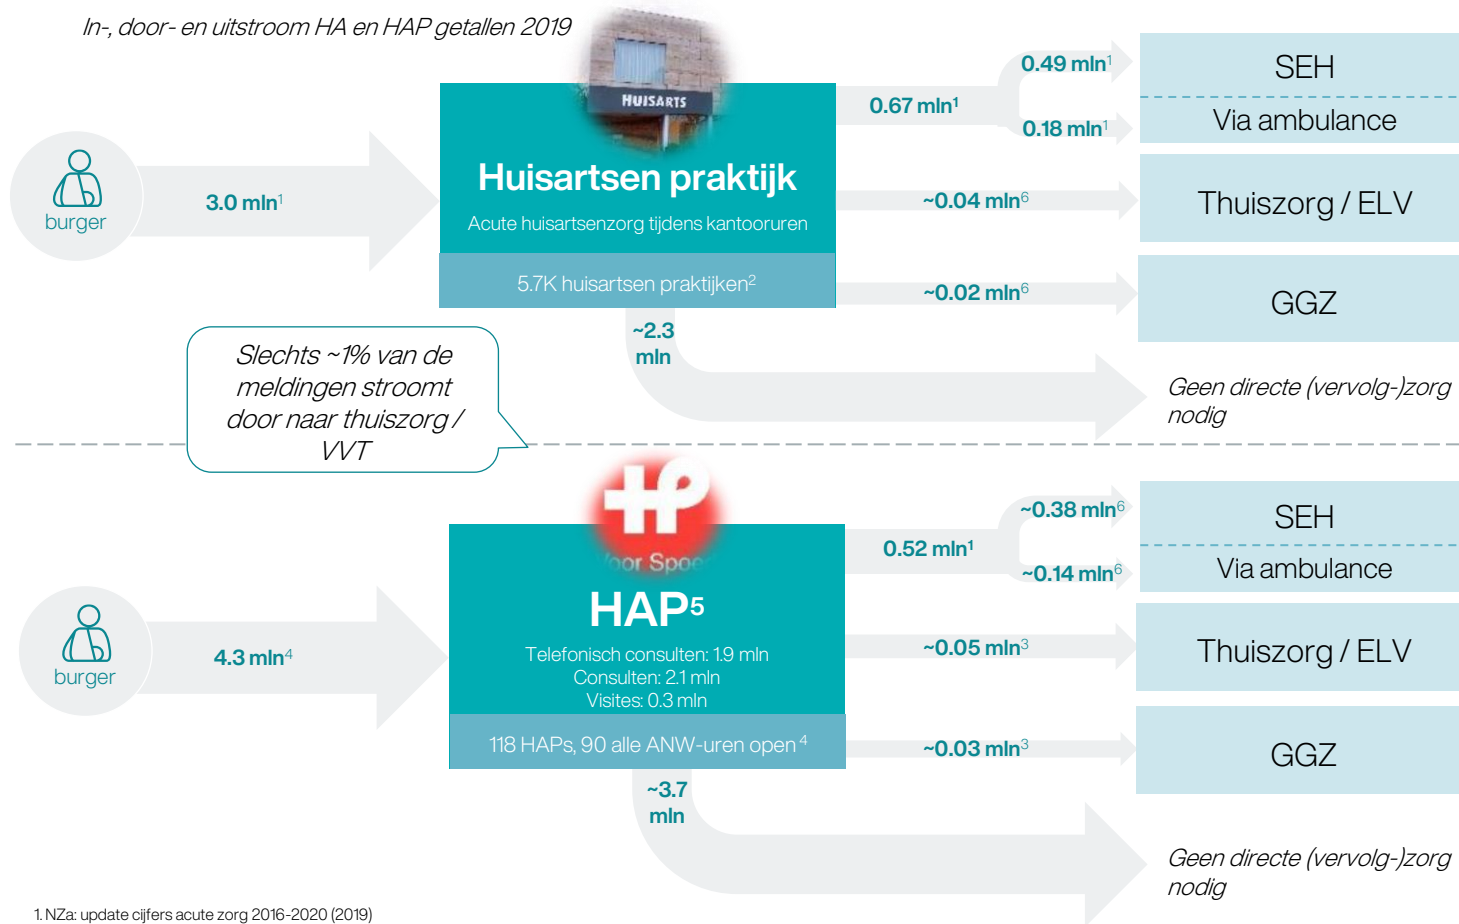 In-, door- en uitstroom HA en HAP getallen 2019
HUISARTS
burger
3.0 mln¹
Huisartsen praktijk
Acute huisartsenzorg tijdens kantooruren
5.7K huisartsen praktijken²
0.67 mln¹
0.49 mln¹
0.18 mln¹
SEH
Via ambulance
~0.04 mln⁶
Thuiszorg / ELV
~0.02 mln⁶
GGZ
~2.3
mln
Geen directe (vervolg-)zorg
nodig
Slechts ~1% van de
meldingen stroomt
door naar thuiszorg /
VVT
burger
4.3 mln⁴
oor Spoe
HAP⁵
Telefonisch consulten: 1.9 mln
Consulten: 2.1 mln
Visites: 0.3 mln
118 HAPs, 90 alle ANW-uren open ⁴
0.52 mln¹
~0.38 mln⁶
~0.14 mln⁶
SEH
Via ambulance
~0.05 mln³
Thuiszorg / ELV
~0.03 mln³
GGZ
~3.7
mln
Geen directe (vervolg-)zorg
nodig
1. NZa: update cijfers acute zorg 2016-2020 (2019)